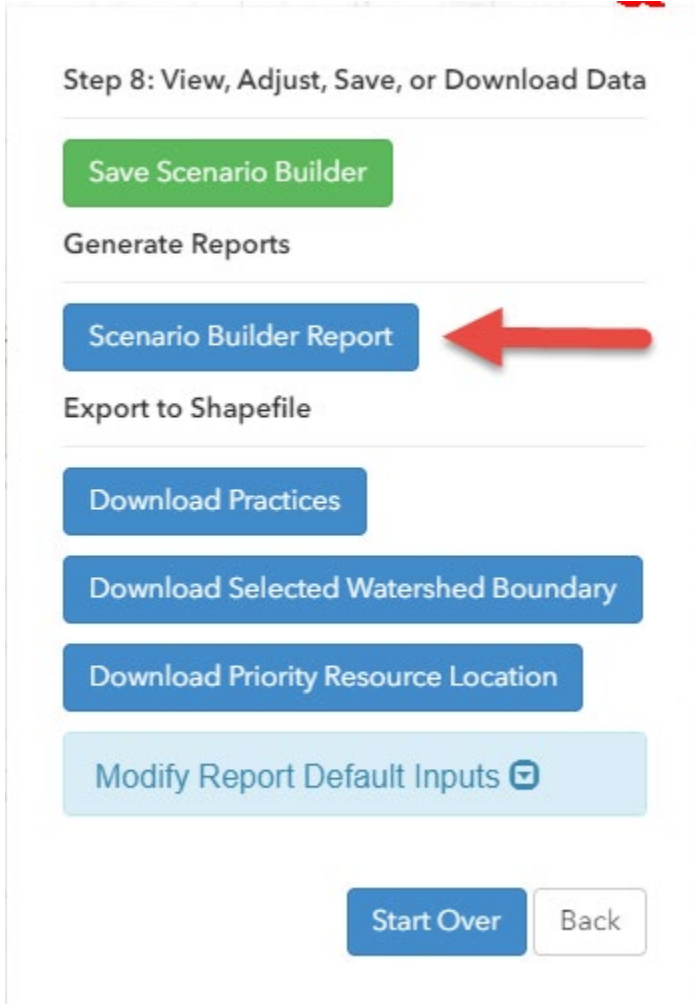 Step 8: View, Adjust, Save, or Download Data
Save Scenario Builder
Generate Reports
Scenario Builder Report
Export to Shapefile
Download Practices
Download Selected Watershed Boundary
Download Priority Resource Location
Modify Report Default Inputs
Start Over Back